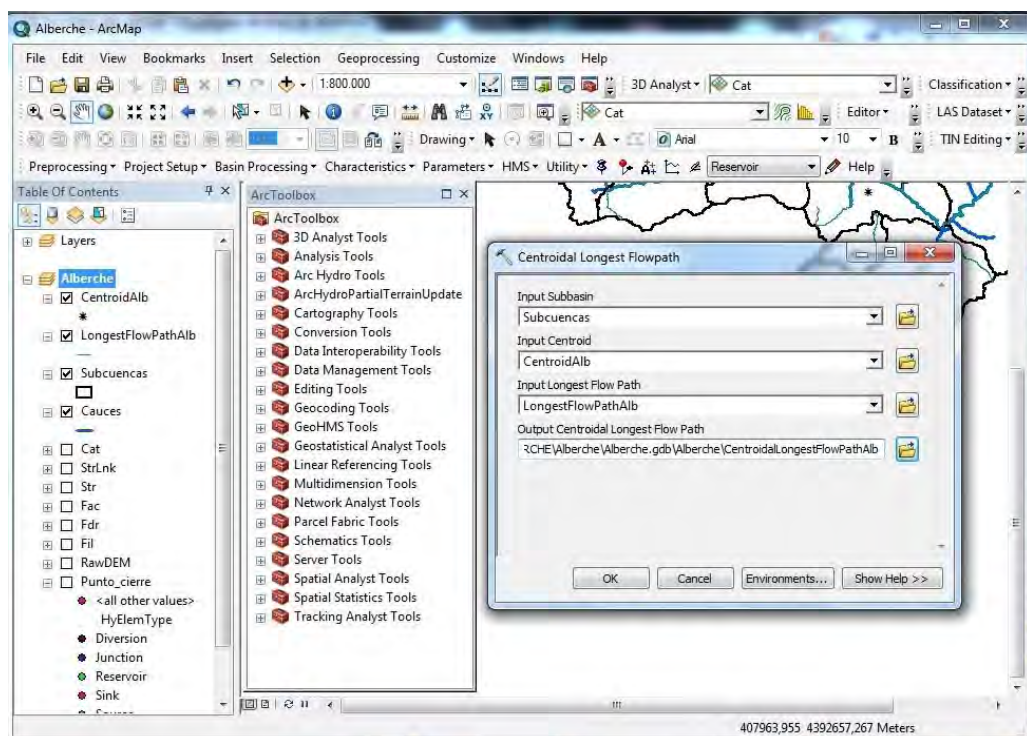 Alberche - ArcMap
File Edit View Bookmarks Insert Selection Geoprocessing Customize Windows Help
1:800.000 3D Analyst Cat Classification
Cat Editor LAS Dataset
Drawing A Arial 10 B TIN Editing
Preprocessing Project Setup Basin Processing Characteristics Parameters HMS Utility Reservoir Help
Table Of Contents
Layers
Alberche
CentroidAlb
LongestFlowPathAlb
Subcuencas
Cauces
Cat
StrLnk
Str
Fac
Fdr
Fil
RawDEM
Punto_cierre
<all other values>
HyElemType
Diversion
Junction
Reservoir
Sink
ArcToolbox
ArcToolbox
3D Analyst Tools
Analysis Tools
Arc Hydro Tools
ArcHydroPartialTerrainUpdate
Cartography Tools
Conversion Tools
Data Interoperability Tools
Data Management Tools
Editing Tools
Geocoding Tools
GeoHMS Tools
Geostatistical Analyst Tools
Linear Referencing Tools
Multidimension Tools
Network Analyst Tools
Parcel Fabric Tools
Schematics Tools
Server Tools
Spatial Analyst Tools
Spatial Statistics Tools
Tracking Analyst Tools
Centroidal Longest Flowpath
Input Subbasin
Subcuencas
Input Centroid
CentroidAlb
Input Longest Flow Path
LongestFlowPathAlb
Output Centroidal Longest Flow Path
RCHE\Alberche\Alberche.gdb\Alberche\CentroidalLongestFlowPathAlb
OK Cancel Environments... Show Help >>
407963,955 4392657,267 Meters